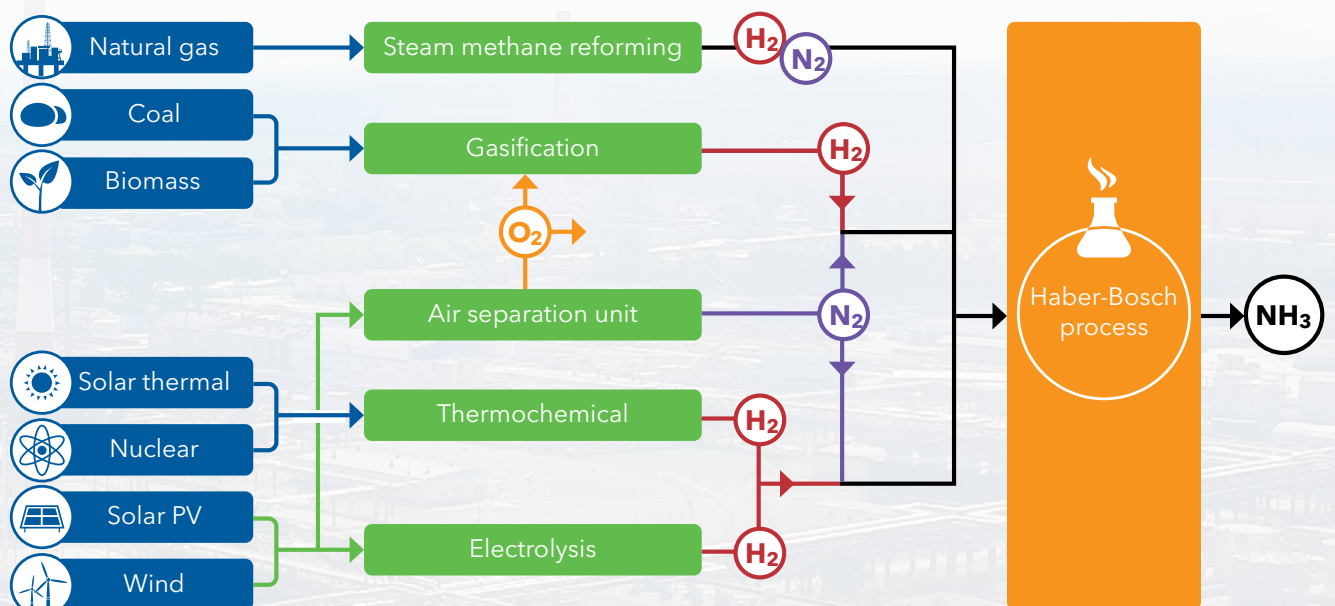 Natural gas
Steam methane reforming
H₂
N₂
Coal
Gasification
H₂
Biomass
O₂
Air separation unit
N₂
Haber-Bosch
process
NH₃
Solar thermal
Thermochemical
H₂
Nuclear
Solar PV
Electrolysis
H₂
Wind